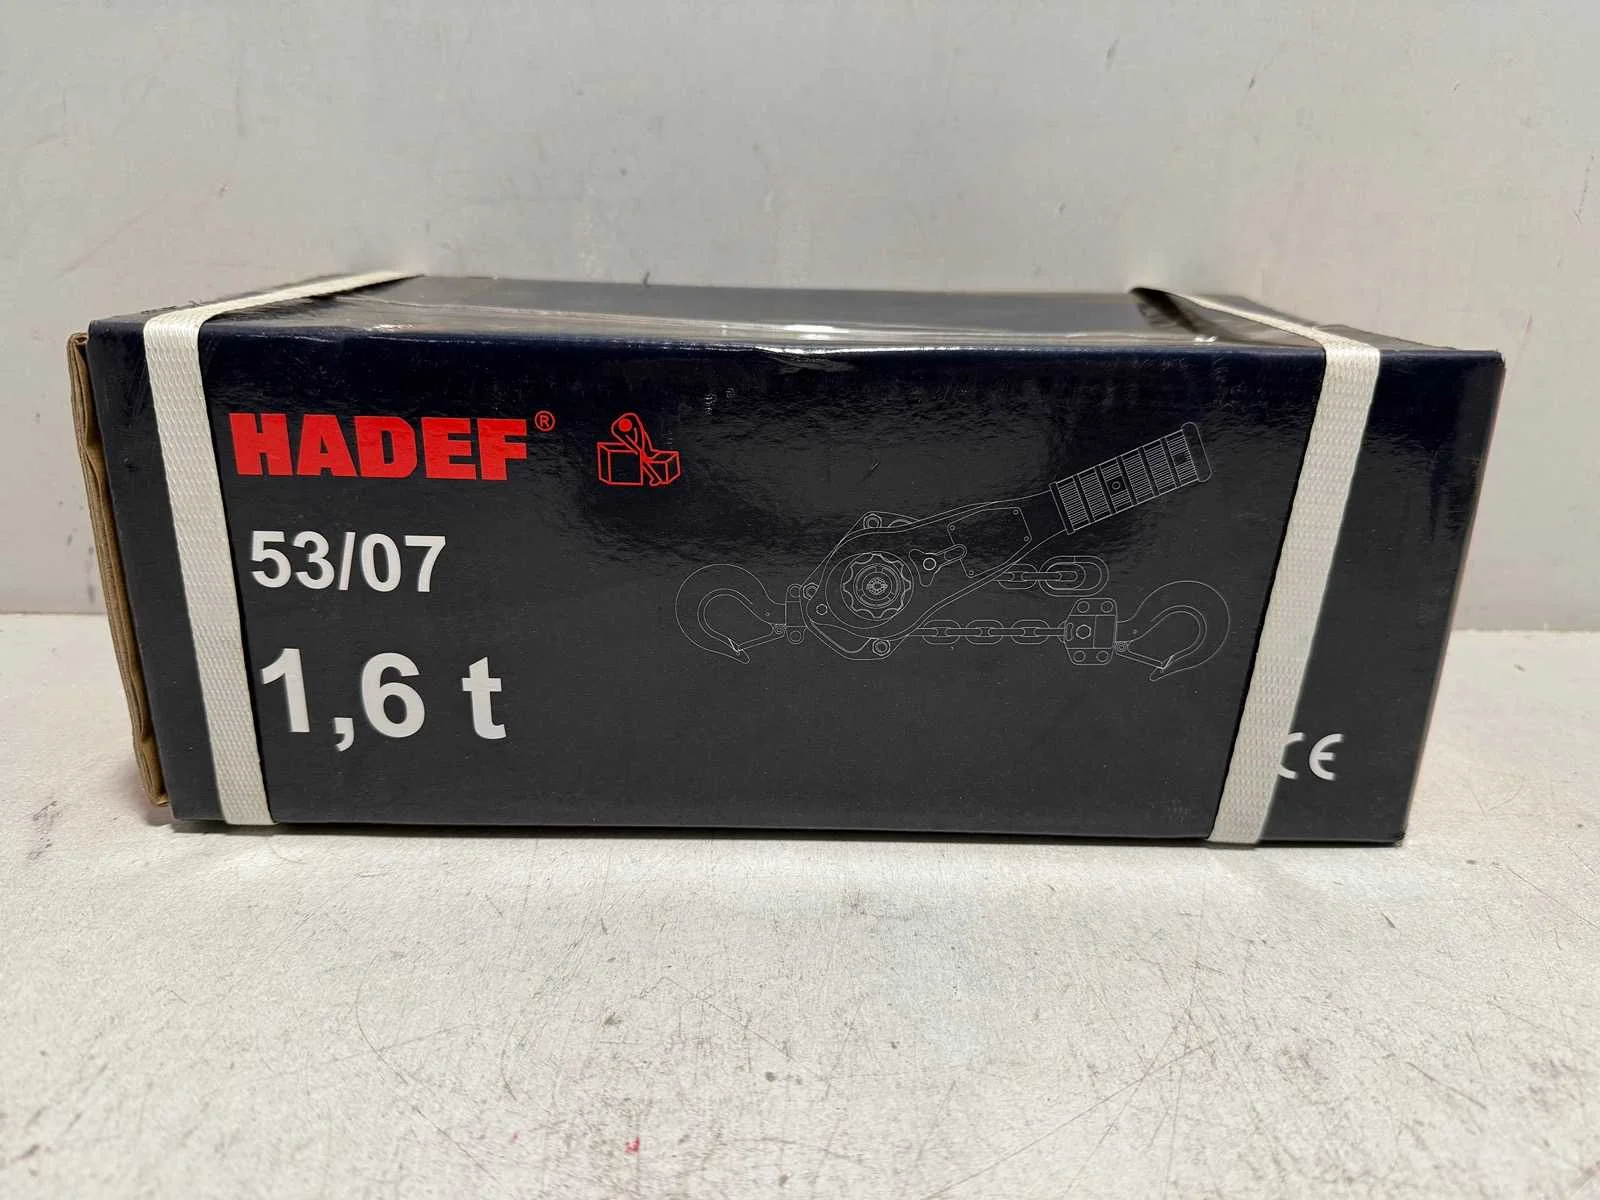 HADEF®
53/07
1,6 t
CE